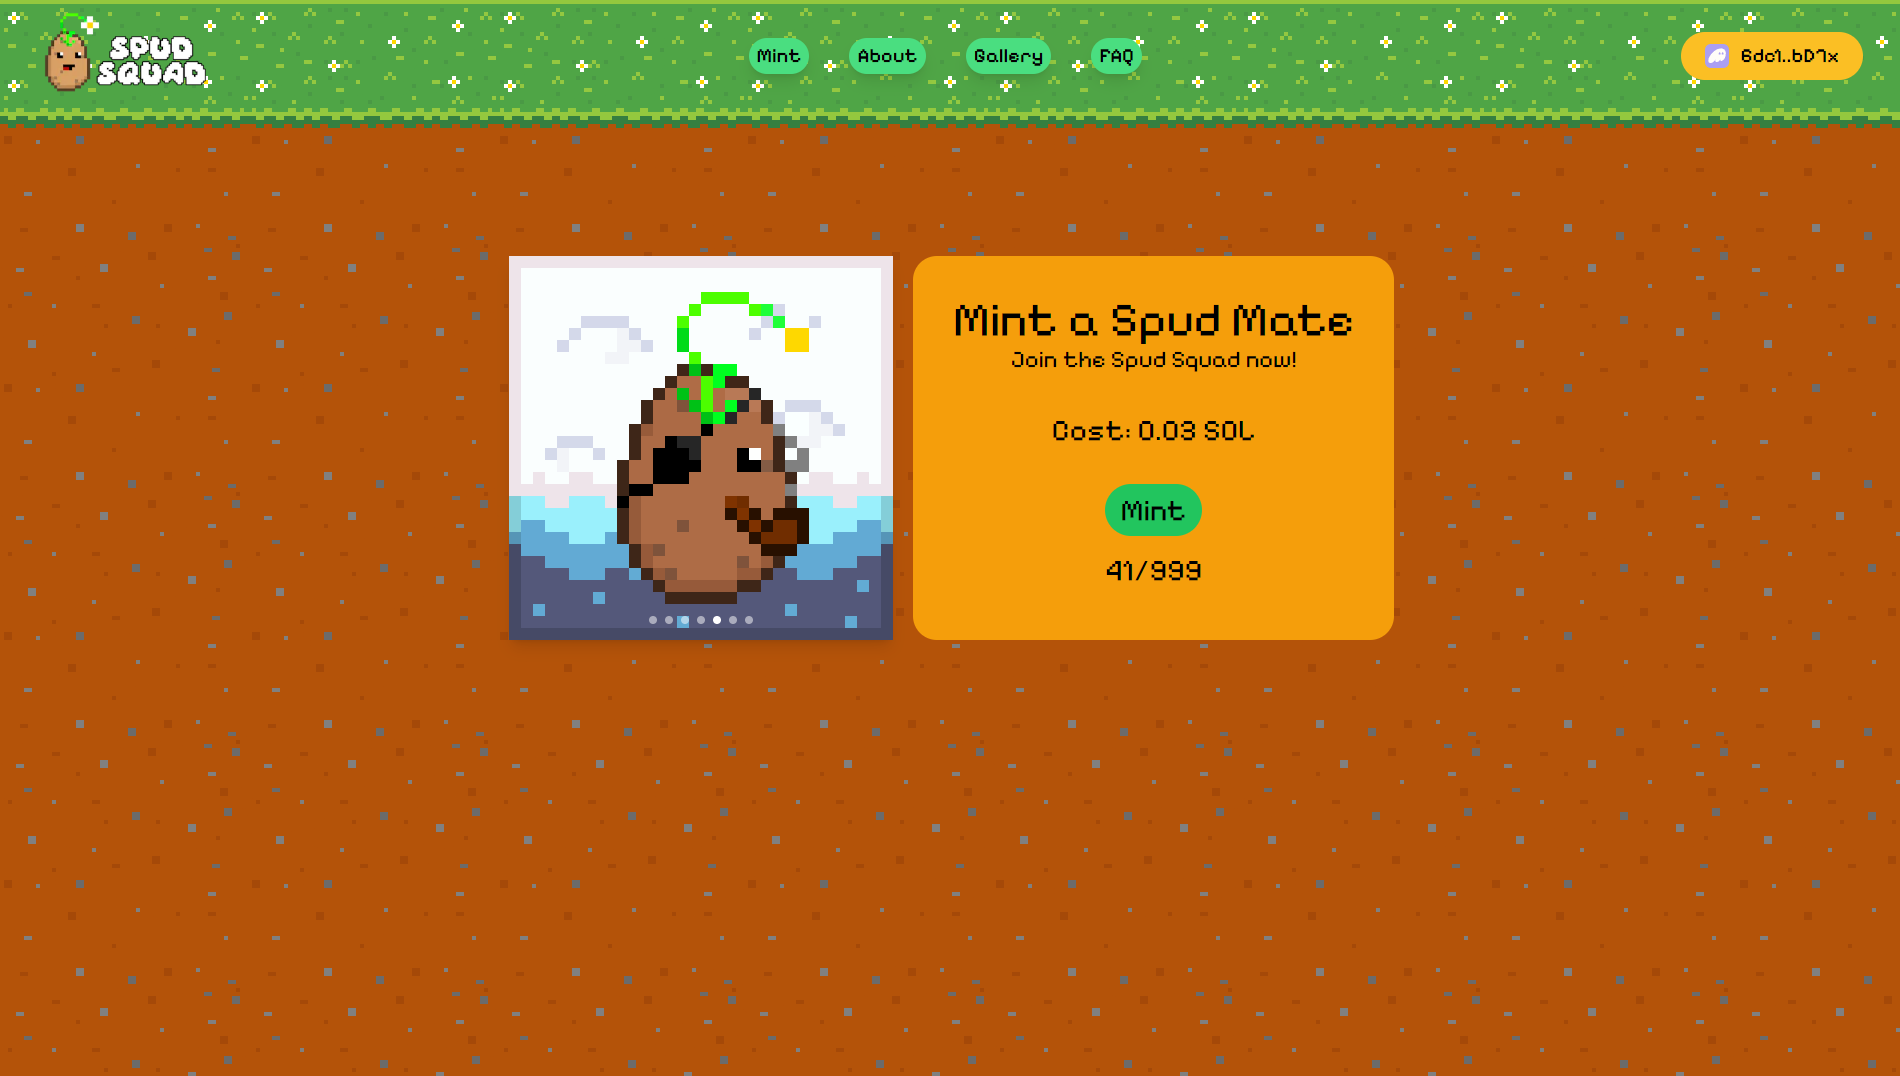 SPUD
SQUAD
Mint
About
Gallery
FAQ
6dc1..bD7x
Mint a Spud Mate
Join the Spud Squad now!
Cost: 0.03 SOL
Mint
41/999